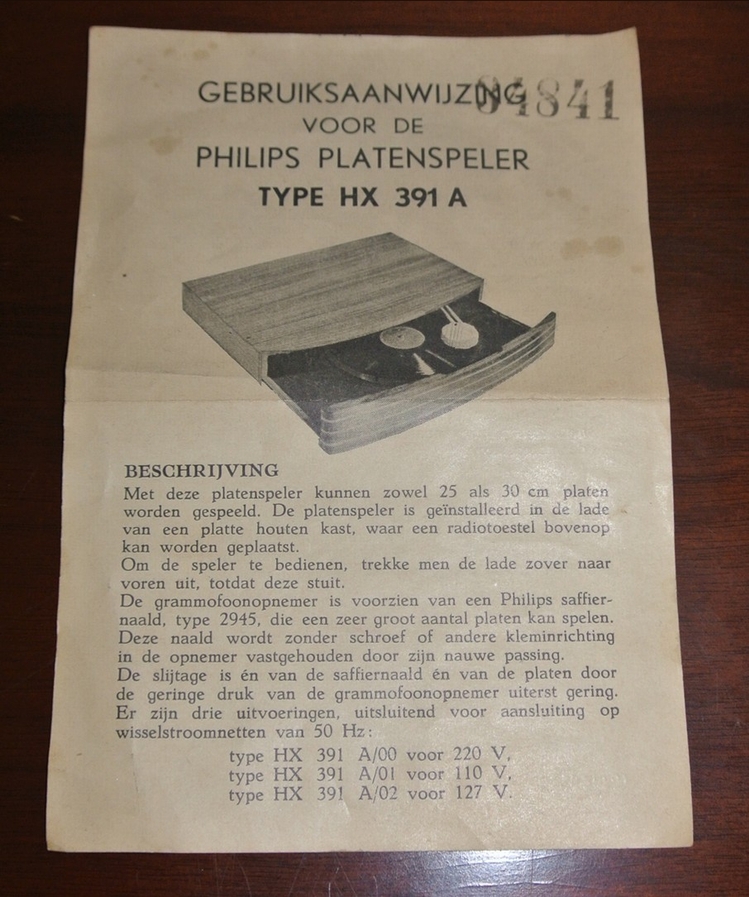 GEBRUIKSAANWIJZING 94841
VOOR DE
PHILIPS PLATENSPELER
TYPE HX 391 A
BESCHRIJVING
Met deze platenspeler kunnen zowel 25 als 30 cm platen
worden gespeeld. De platenspeler is geïnstalleerd in de lade
van een platte houten kast, waar een radiotoestel bovenop
kan worden geplaatst.
Om de speler te bedienen, trekke men de lade zover naar
voren uit, totdat deze stuit.
De grammofoonopnemer is voorzien van een Philips saffier-
naald, type 2945, die een zeer groot aantal platen kan spelen.
Deze naald wordt zonder schroef of andere kleminrichting
in de opnemer vastgehouden door zijn nauwe passing.
De slijtage is én van de saffiernaald én van de platen door
de geringe druk van de grammofoonopnemer uiterst gering.
Er zijn drie uitvoeringen, uitsluitend voor aansluiting op
wisselstroomnetten van 50 Hz:
type HX 391 A/00 voor 220 V,
type HX 391 A/01 voor 110 V,
type HX 391 A/02 voor 127 V.